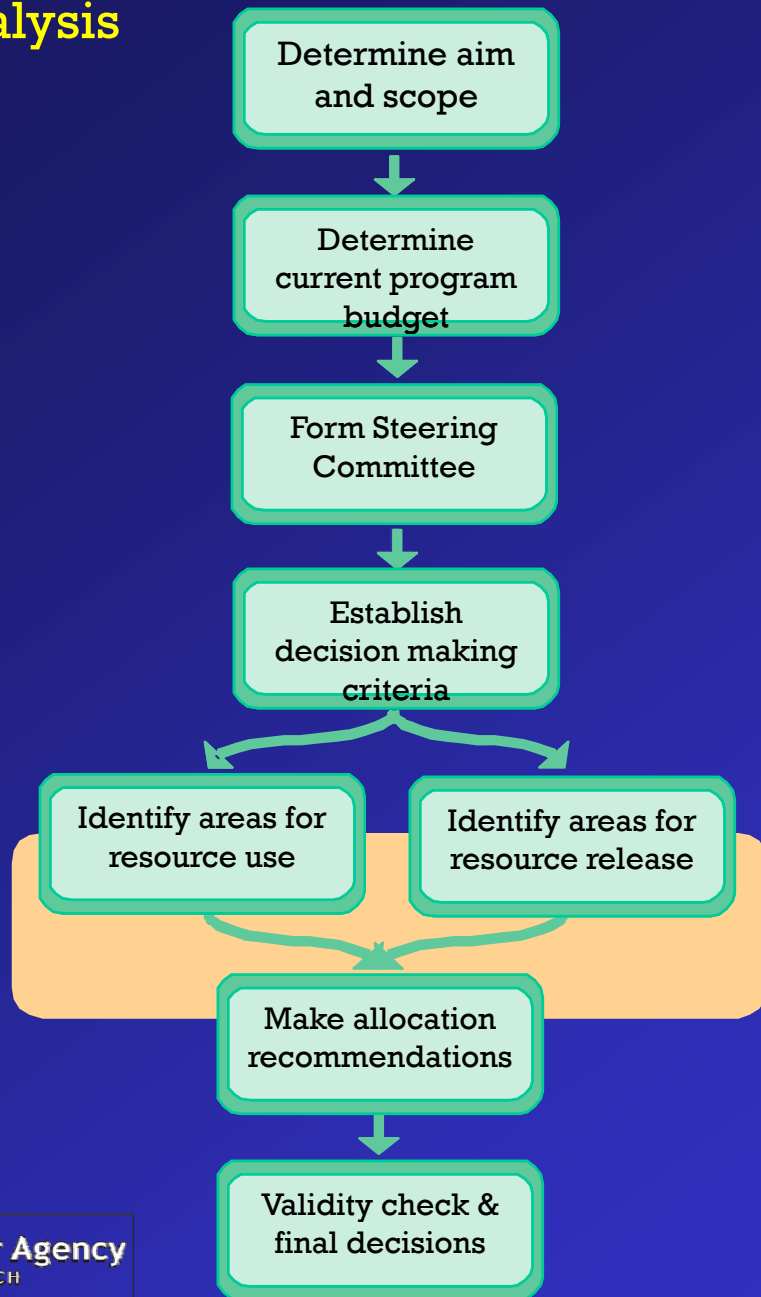 alysis
Determine aim
and scope
Determine
current program
budget
Form Steering
Committee
Establish
decision making
criteria
Identify areas for
resource use
Identify areas for
resource release
Make allocation
recommendations
Validity check &
final decisions
Agency
CH